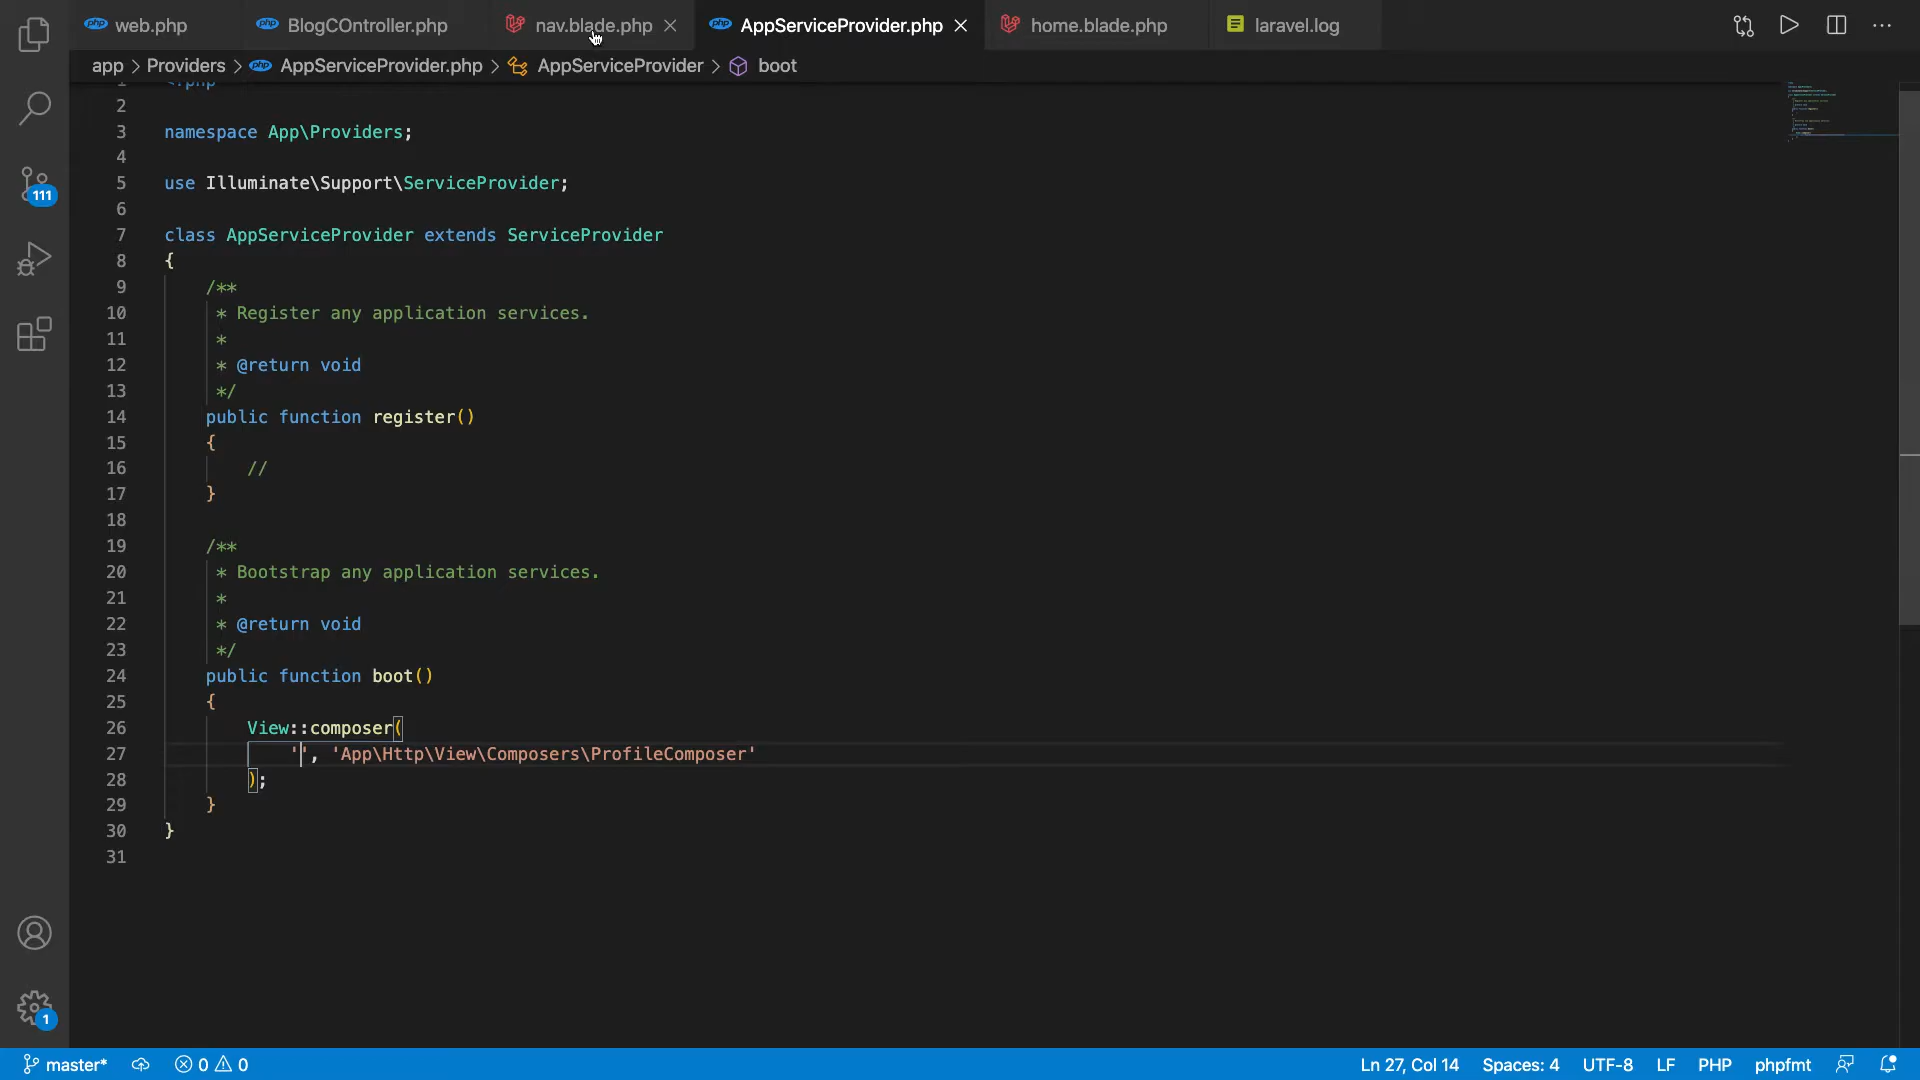 web.php
BlogCOntroller.php
nav.blade.php
AppServiceProvider.php
home.blade.php
laravel.log
app > Providers > AppServiceProvider.php > AppServiceProvider > boot
1 <?php
2
3 namespace App\Providers;
4
5 use Illuminate\Support\ServiceProvider;
6
7 class AppServiceProvider extends ServiceProvider
8 {
9 /**
10 * Register any application services.
11 *
12 * @return void
13 */
14 public function register()
15 {
16 //
17 }
18
19 /**
20 * Bootstrap any application services.
21 *
22 * @return void
23 */
24 public function boot()
25 {
26 View::composer(
27 '', 'App\Http\View\Composers\ProfileComposer'
28 );
29 }
30 }
31
111
1
master* 0 0 Ln 27, Col 14 Spaces: 4 UTF-8 LF PHP phpfmt